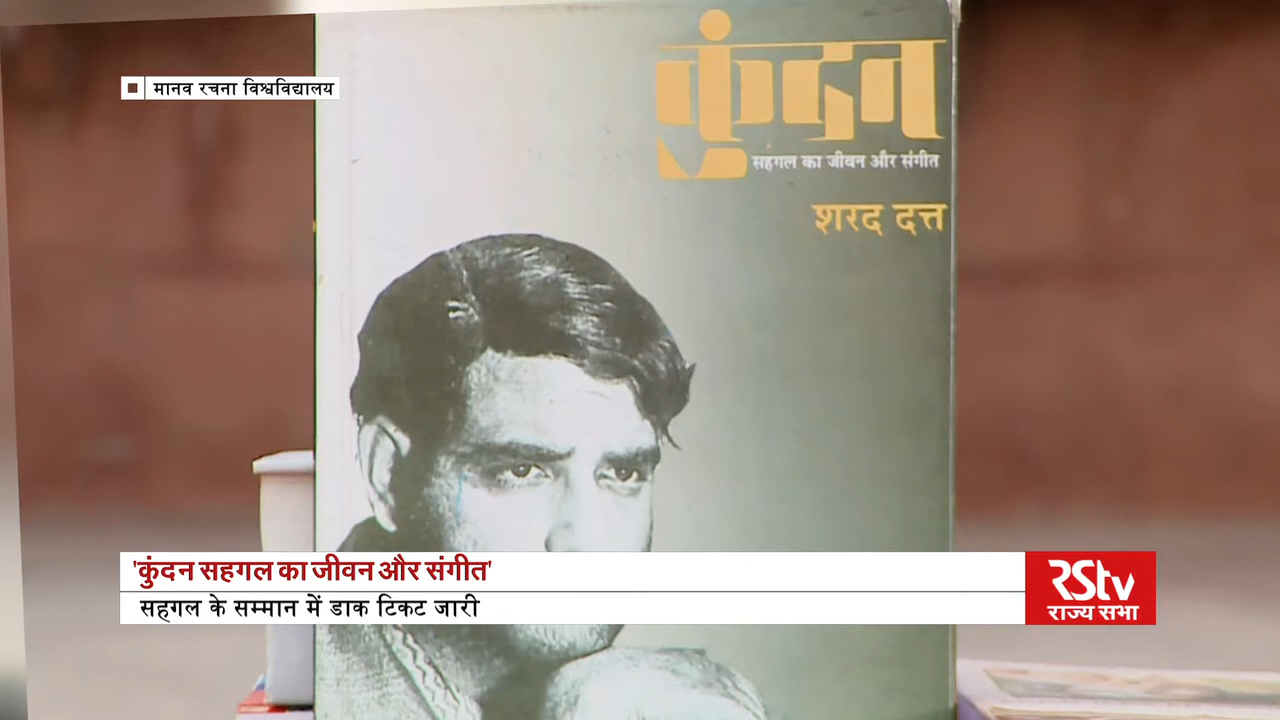 कुंदन
मानव रचना विश्वविद्यालय
सहगल का जीवन और संगीत
शरद दत्त
'कुंदन सहगल का जीवन और संगीत'
सहगल के सम्मान में डाक टिकट जारी
RStv
राज्य सभा